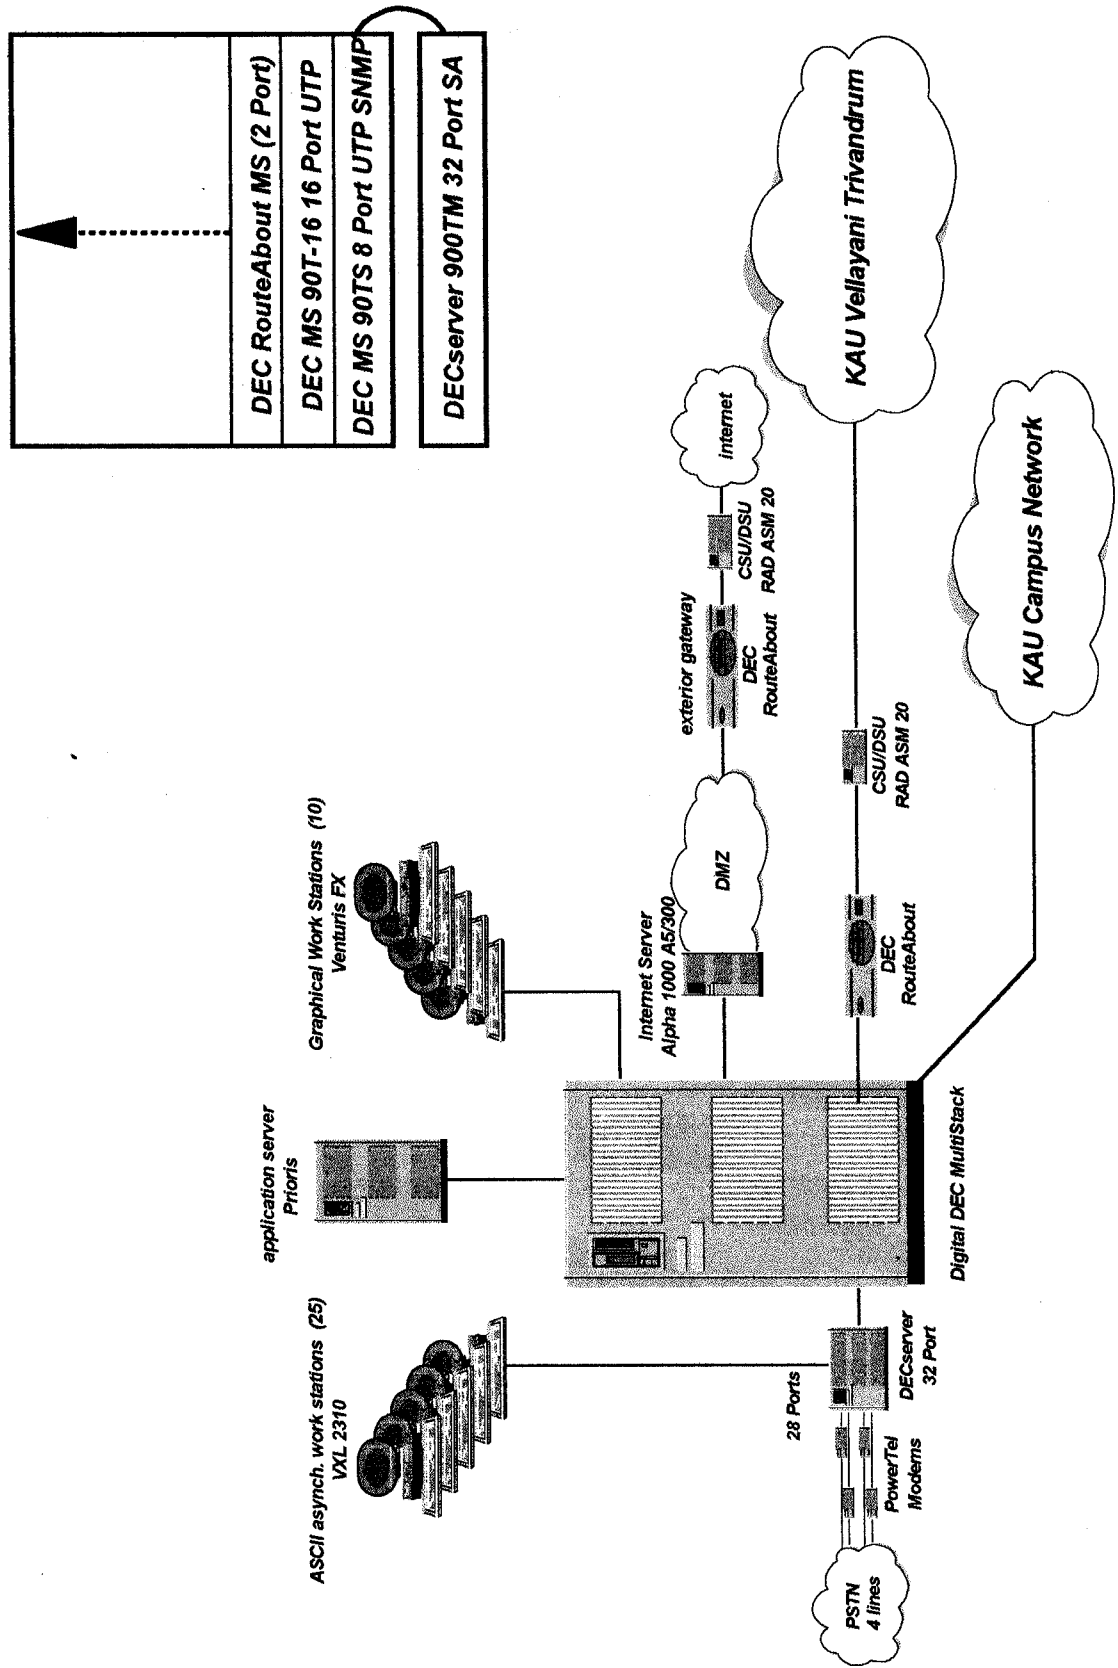 ASCII asynch. work stations (25)
VXL 2310
application server
Prioris
Graphical Work Stations (10)
Venturis FX
DEC RouteAbout MS (2 Port)
DEC MS 90T-16 16 Port UTP
DEC MS 90TS 8 Port UTP SNMP
DECserver 900TM 32 Port SA
Internet Server
Alpha 1000 A5/300
DMZ
exterior gateway
DEC
RouteAbout
CSU/DSU
RAD ASM 20
internet
28 Ports
PSTN
4 lines
PowerTel
Modems
DECserver
32 Port
Digital DEC MultiStack
DEC
RouteAbout
CSU/DSU
RAD ASM 20
KAU Vellayani Trivandrum
KAU Campus Network